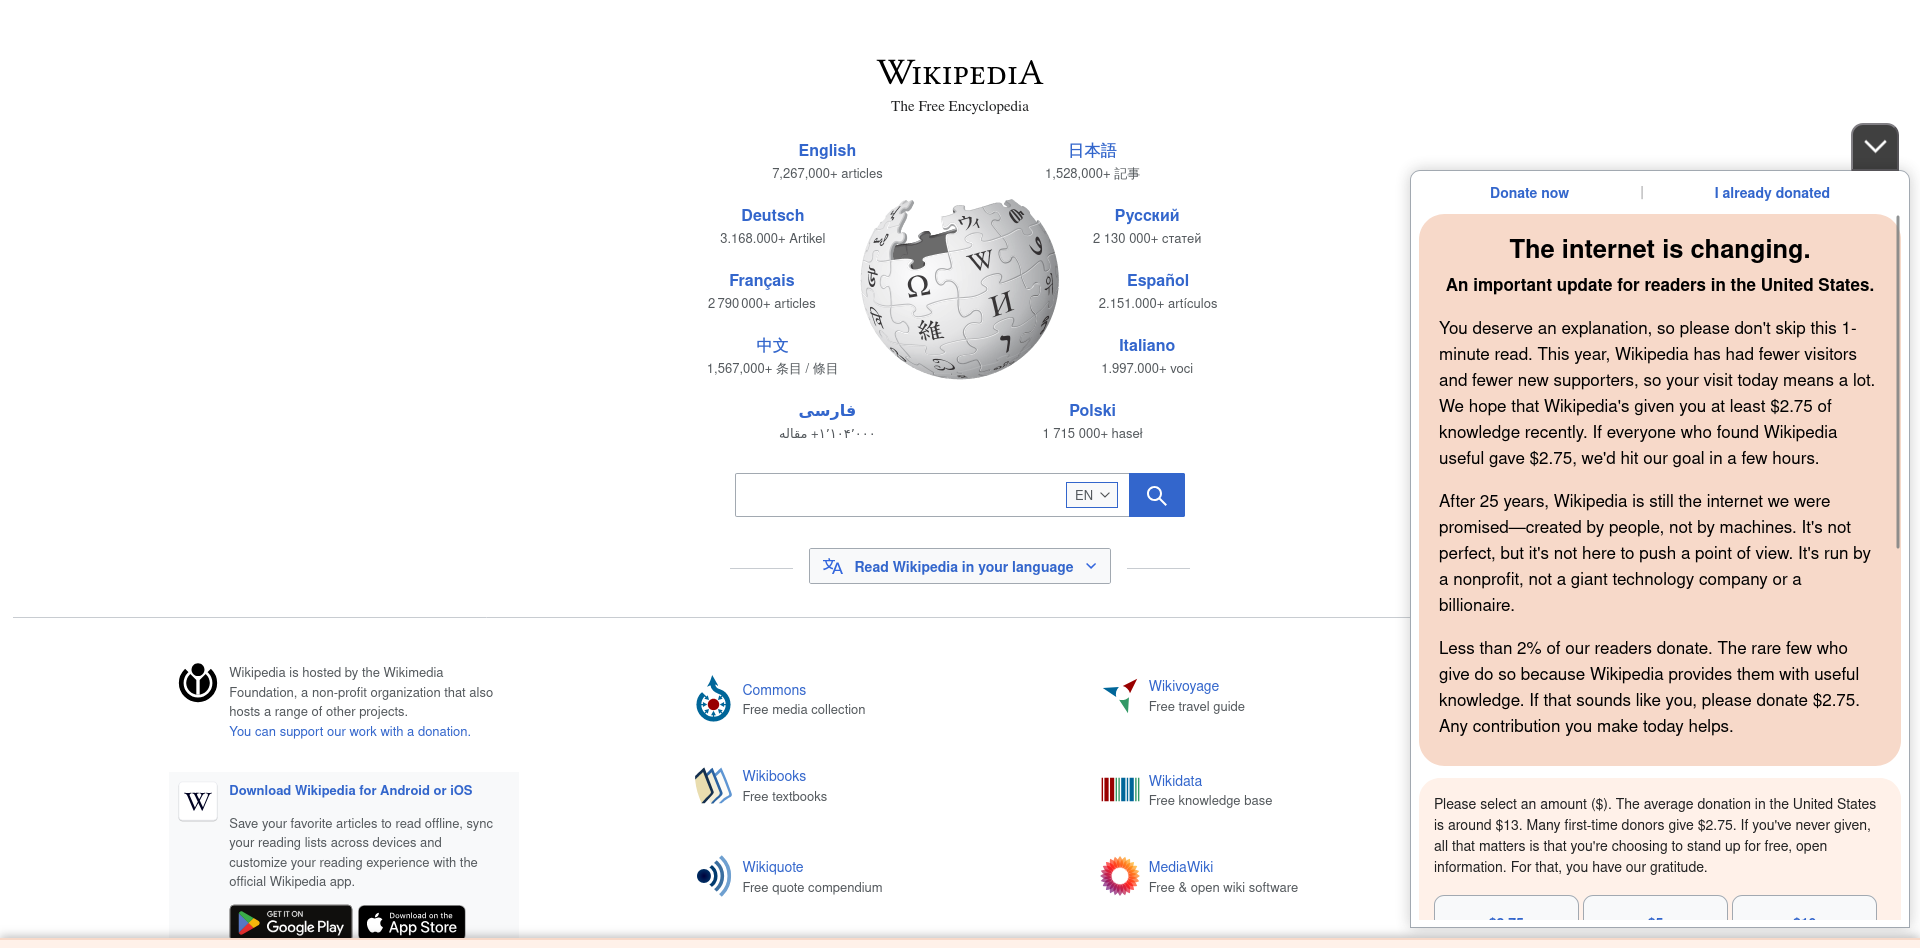 WIKIPEDIA
The Free Encyclopedia
English
7,267,000+ articles
日本語
1,528,000+ 記事
Deutsch
3.168.000+ Artikel
Русский
2 130 000+ статей
Français
2 790 000+ articles
Español
2.151.000+ artículos
中文
1,567,000+ 条目 / 條目
Italiano
1.997.000+ voci
فارسی
۱٬۱۰۴٬۰۰۰+ مقاله
Polski
1 715 000+ haseł
Ω
W
И
維
ウィ
EN
Read Wikipedia in your language
Wikipedia is hosted by the Wikimedia
Foundation, a non-profit organization that also
hosts a range of other projects.
You can support our work with a donation.
W
Download Wikipedia for Android or iOS
Save your favorite articles to read offline, sync
your reading lists across devices and
customize your reading experience with the
official Wikipedia app.
GET IT ON
Google Play
Download on the
App Store
Commons
Free media collection
Wikivoyage
Free travel guide
Wikibooks
Free textbooks
Wikidata
Free knowledge base
Wikiquote
Free quote compendium
MediaWiki
Free & open wiki software
Donate now
I already donated
The internet is changing.
An important update for readers in the United States.
You deserve an explanation, so please don't skip this 1-
minute read. This year, Wikipedia has had fewer visitors
and fewer new supporters, so your visit today means a lot.
We hope that Wikipedia's given you at least $2.75 of
knowledge recently. If everyone who found Wikipedia
useful gave $2.75, we'd hit our goal in a few hours.
After 25 years, Wikipedia is still the internet we were
promised—created by people, not by machines. It's not
perfect, but it's not here to push a point of view. It's run by
a nonprofit, not a giant technology company or a
billionaire.
Less than 2% of our readers donate. The rare few who
give do so because Wikipedia provides them with useful
knowledge. If that sounds like you, please donate $2.75.
Any contribution you make today helps.
Please select an amount ($). The average donation in the United States
is around $13. Many first-time donors give $2.75. If you've never given,
all that matters is that you're choosing to stand up for free, open
information. For that, you have our gratitude.